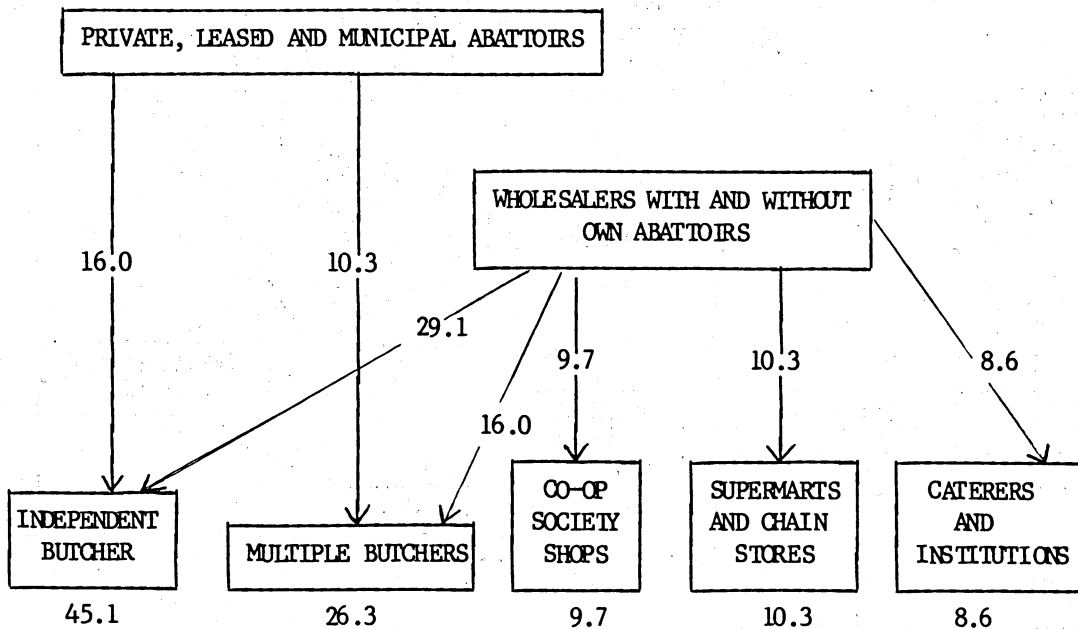 PRIVATE, LEASED AND MUNICIPAL ABATTOIRS
WHOLESALERS WITH AND WITHOUT
OWN ABATTOIRS
16.0
10.3
29.1
9.7
10.3
8.6
16.0
INDEPENDENT
BUTCHER
MULTIPLE BUTCHERS
CO-OP
SOCIETY
SHOPS
SUPERMARTS
AND CHAIN
STORES
CATERERS
AND
INSTITUTIONS
45.1
26.3
9.7
10.3
8.6